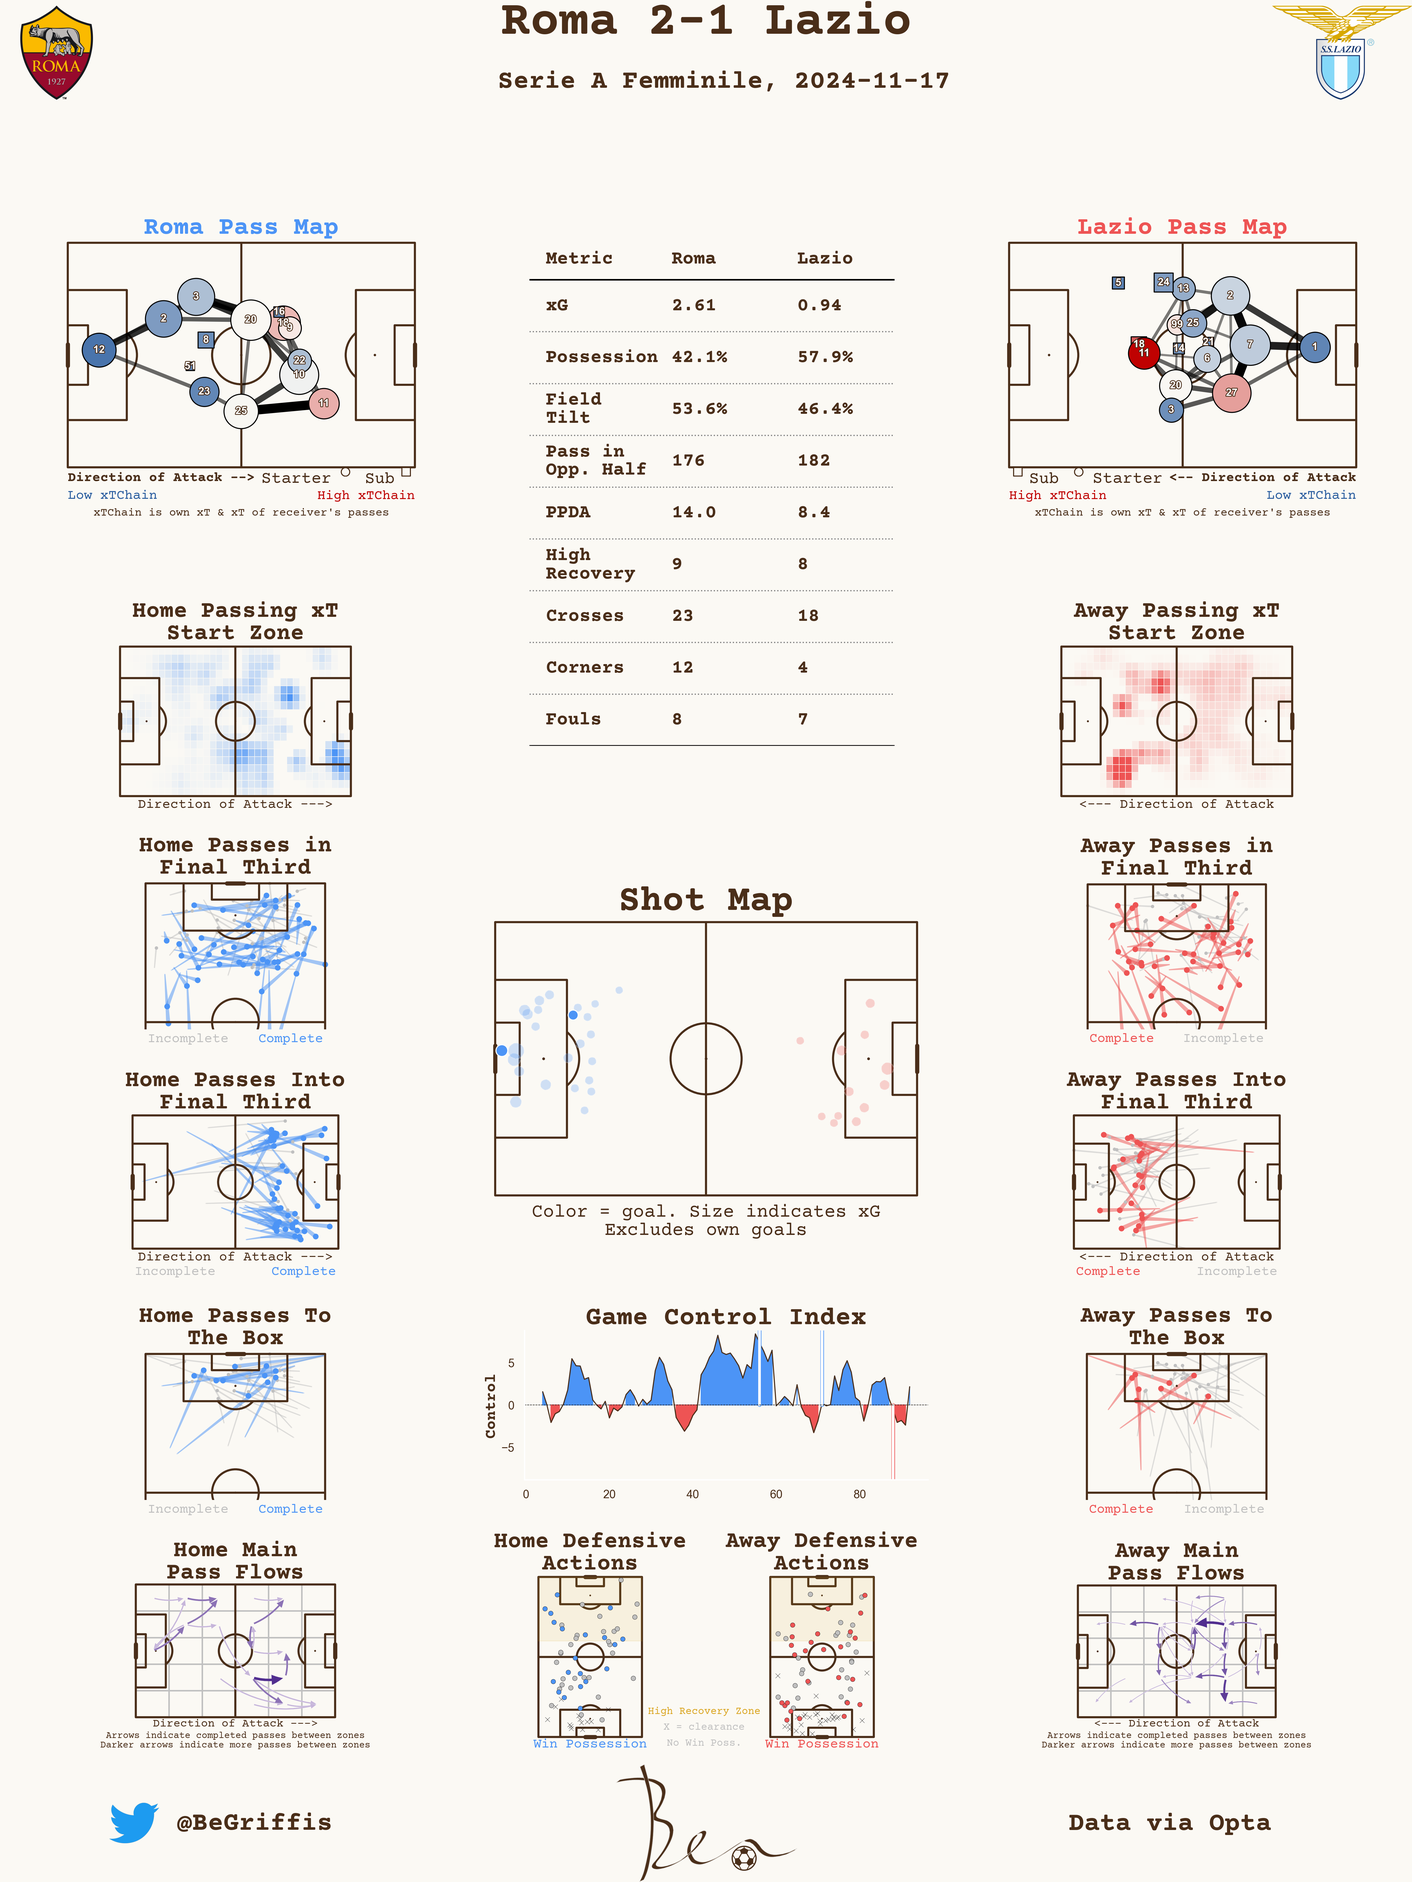 Roma 2-1 Lazio
Serie A Femminile, 2024-11-17
ROMA
1927
™
S.S.LAZIO
®
Roma Pass Map
3
2
20
16
18
9
12
8
22
51
10
23
25
11
Direction of Attack --> Starter Sub
Low xTChain High xTChain
xTChain is own xT & xT of receiver's passes
Metric Roma Lazio
xG 2.61 0.94
Possession 42.1% 57.9%
Field
Tilt 53.6% 46.4%
Pass in
Opp. Half 176 182
PPDA 14.0 8.4
High
Recovery 9 8
Crosses 23 18
Corners 12 4
Fouls 8 7
Lazio Pass Map
5
24
13
2
99
25
18
11
14
21
7
1
6
20
27
3
Sub Starter <-- Direction of Attack
High xTChain Low xTChain
xTChain is own xT & xT of receiver's passes
Home Passing xT
Start Zone
Direction of Attack --->
Away Passing xT
Start Zone
<--- Direction of Attack
Home Passes in
Final Third
Incomplete Complete
Away Passes in
Final Third
Complete Incomplete
Shot Map
Color = goal. Size indicates xG
Excludes own goals
Home Passes Into
Final Third
Direction of Attack --->
Incomplete Complete
Away Passes Into
Final Third
<--- Direction of Attack
Complete Incomplete
Home Passes To
The Box
Incomplete Complete
Game Control Index
Control
5
0
−5
0 20 40 60 80
Away Passes To
The Box
Complete Incomplete
Home Main
Pass Flows
Direction of Attack --->
Arrows indicate completed passes between zones
Darker arrows indicate more passes between zones
Home Defensive
Actions
Win Possession
High Recovery Zone
X = clearance
No Win Poss.
Away Defensive
Actions
Win Possession
Away Main
Pass Flows
<--- Direction of Attack
Arrows indicate completed passes between zones
Darker arrows indicate more passes between zones
@BeGriffis
Ben
Data via Opta